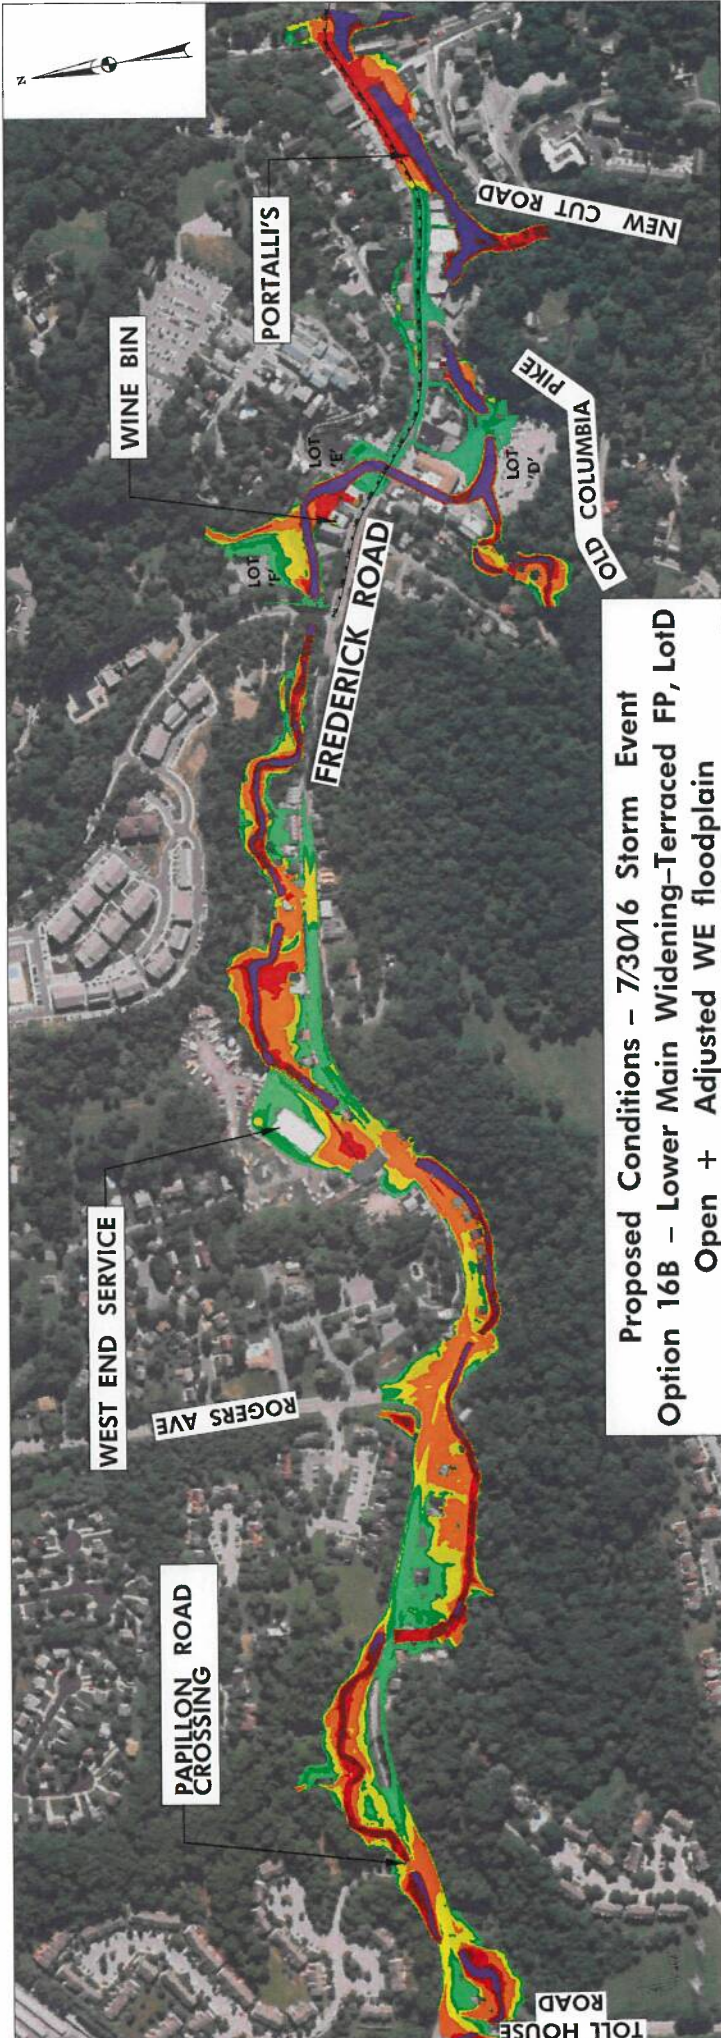 N
PORTALLI'S
NEW CUT ROAD
WINE BIN
LOT
'E'
LOT
'F'
LOT
'D'
OLD COLUMBIA PIKE
FREDERICK ROAD
WEST END SERVICE
ROGERS AVE
PAPILLON ROAD
CROSSING
TOLL HOUSE
ROAD
Proposed Conditions – 7/30/16 Storm Event
Option 16B – Lower Main Widening–Terraced FP, LotD
Open + Adjusted WE floodplain